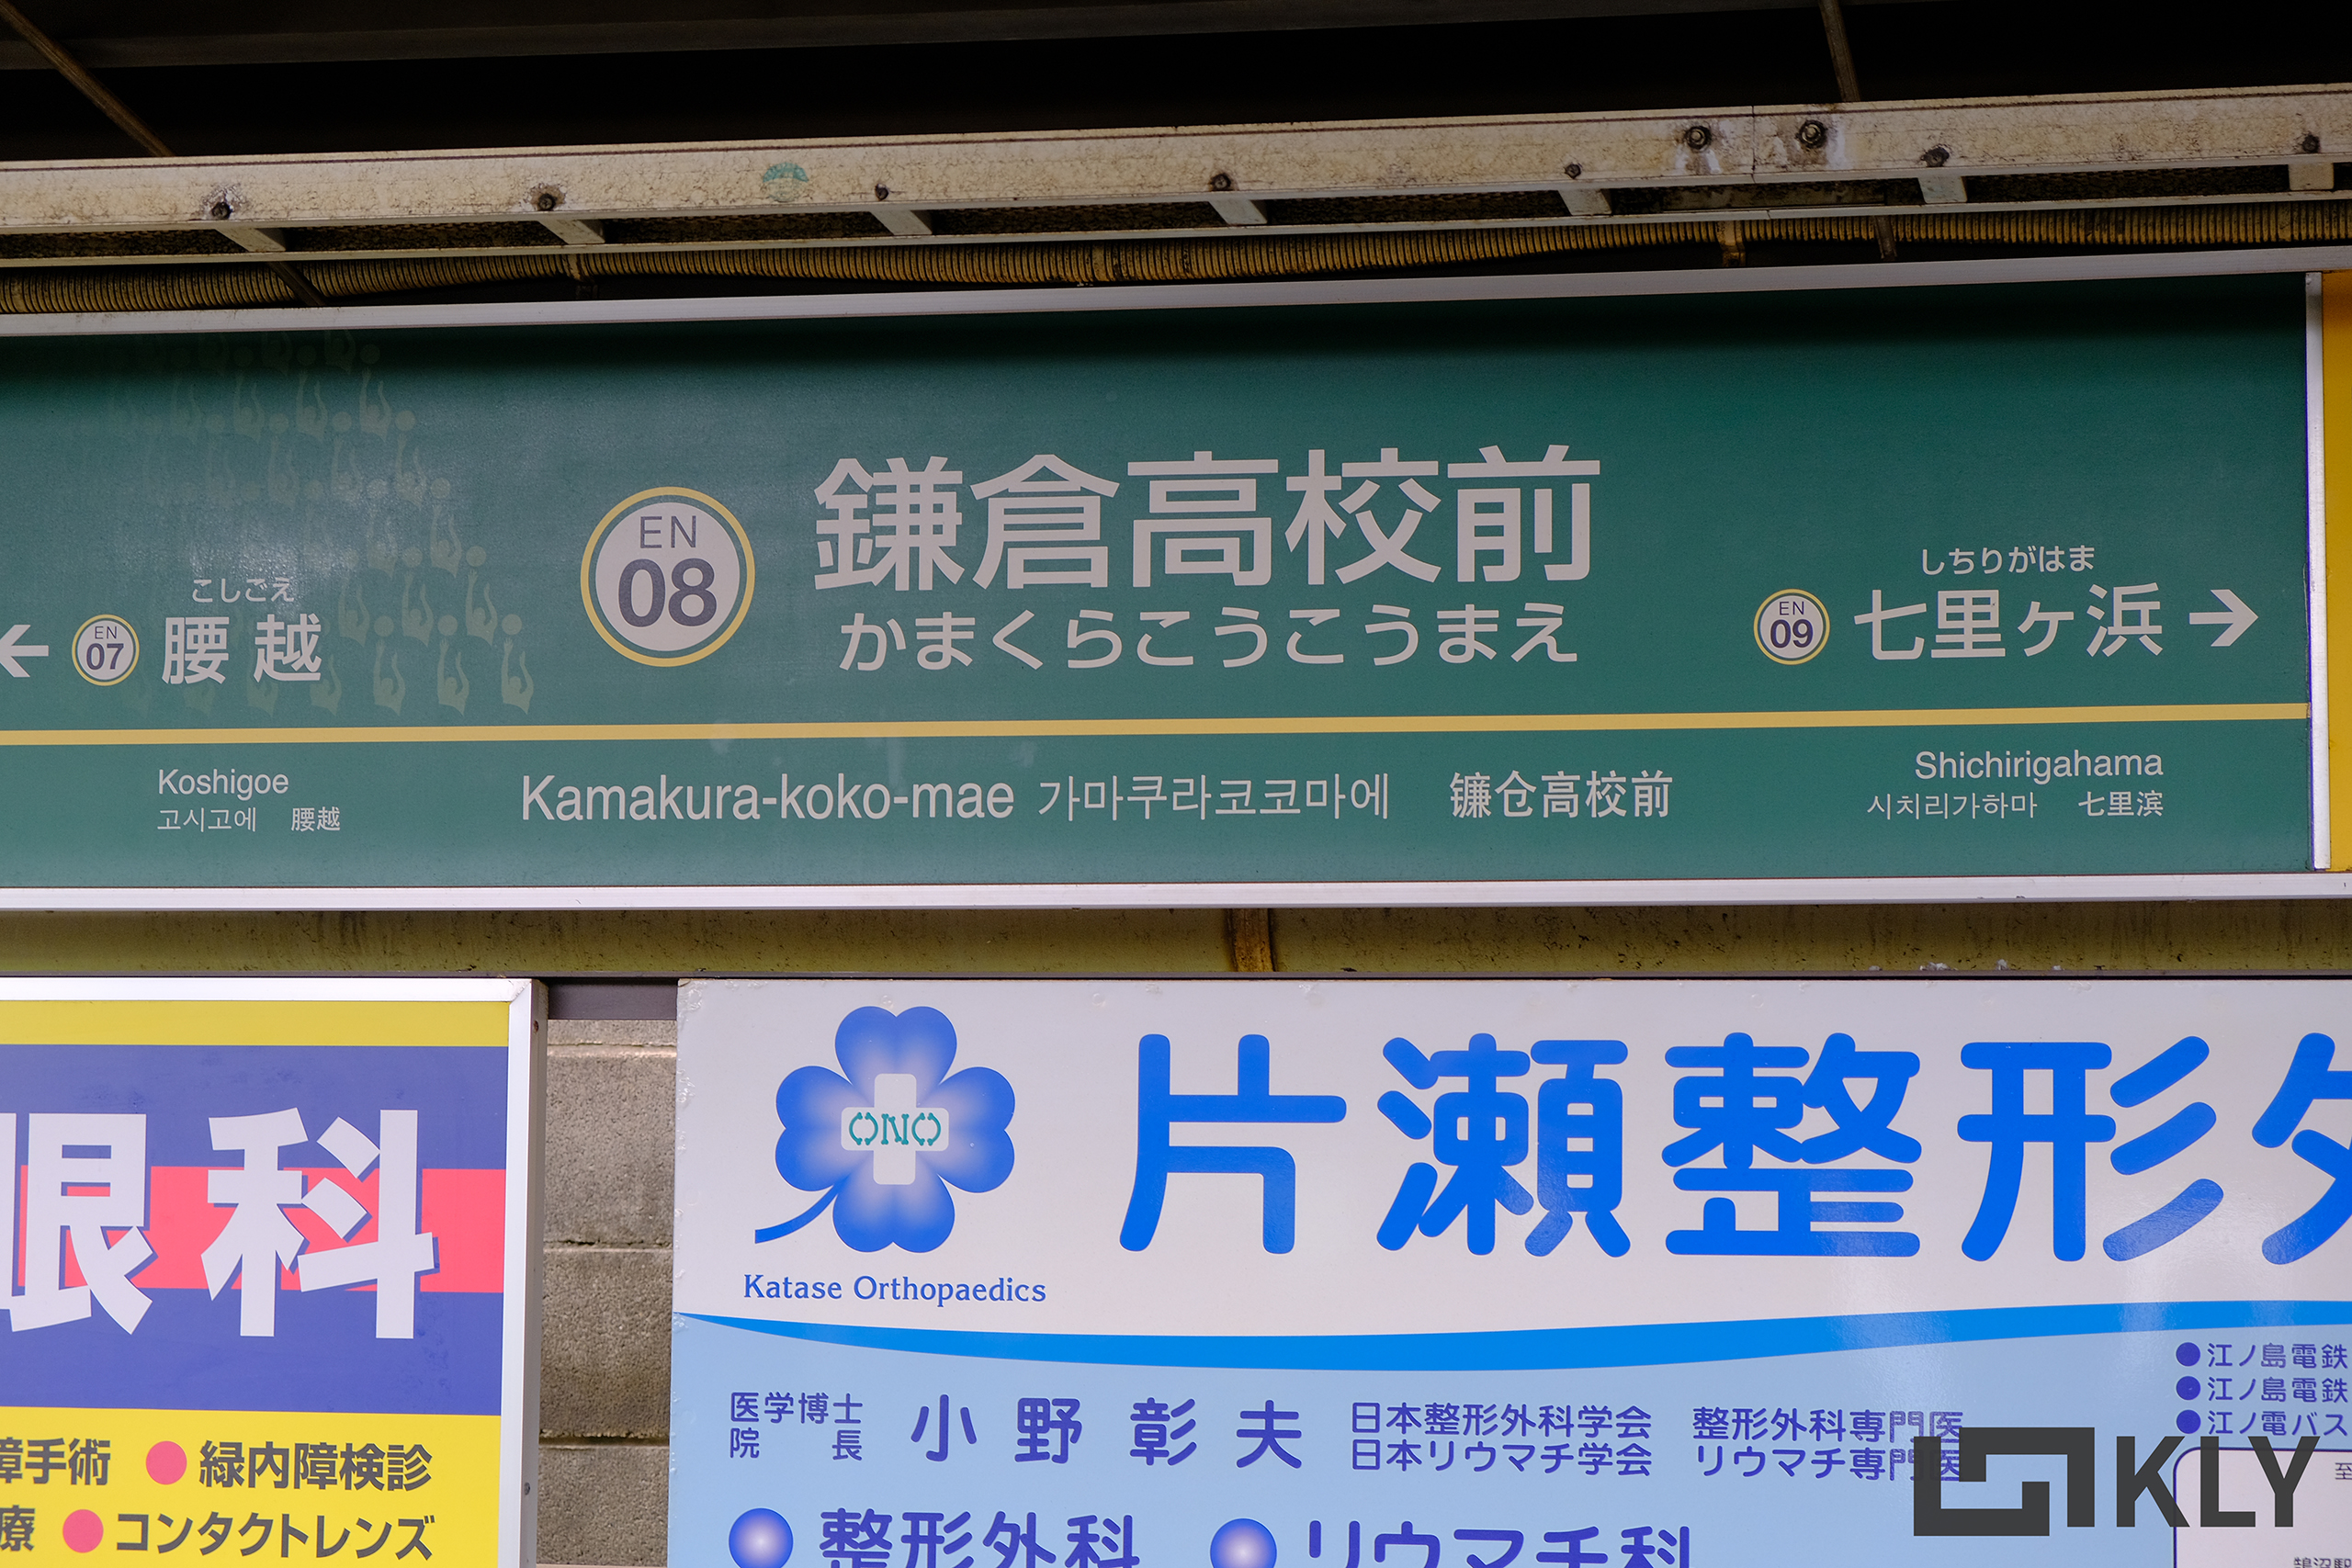 こしごえ
EN
07
腰越
EN
08
鎌倉高校前
かまくらこうこうまえ
しちりがはま
EN
09
七里ヶ浜
Koshigoe
고시고에 腰越
Kamakura-koko-mae 가마쿠라코코마에 镰仓高校前
Shichirigahama
시치리가하마 七里滨
眼科
障手術 ●緑内障検診
療 ●コンタクトレンズ
ONO
Katase Orthopaedics
片瀬整形外
医学博士
院長
小野彰夫
日本整形外科学会 整形外科専門医
日本リウマチ学会 リウマチ専門医
●整形外科 ●リウマチ科
●江ノ島電鉄
●江ノ島電鉄
●江ノ電バス
至
KLY